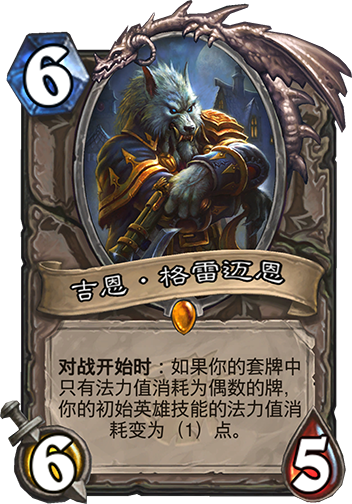 6
吉恩·格雷迈恩
对战开始时：如果你的套牌中
只有法力值消耗为偶数的牌，
你的初始英雄技能的法力值消
耗变为（1）点。
6
5